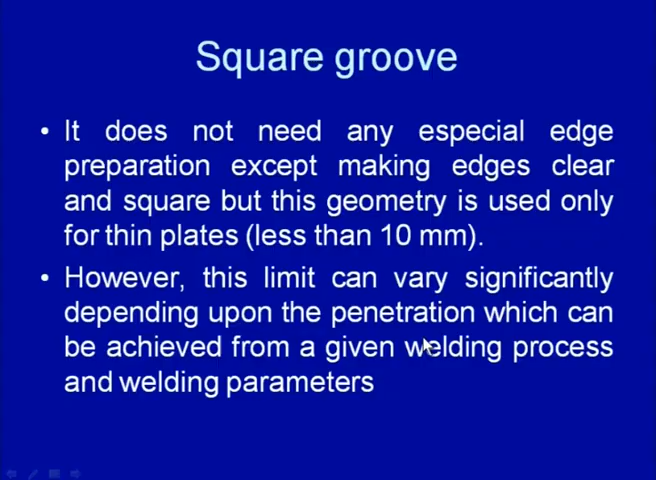 Square groove
• It does not need any especial edge
preparation except making edges clear
and square but this geometry is used only
for thin plates (less than 10 mm).
• However, this limit can vary significantly
depending upon the penetration which can
be achieved from a given welding process
and welding parameters